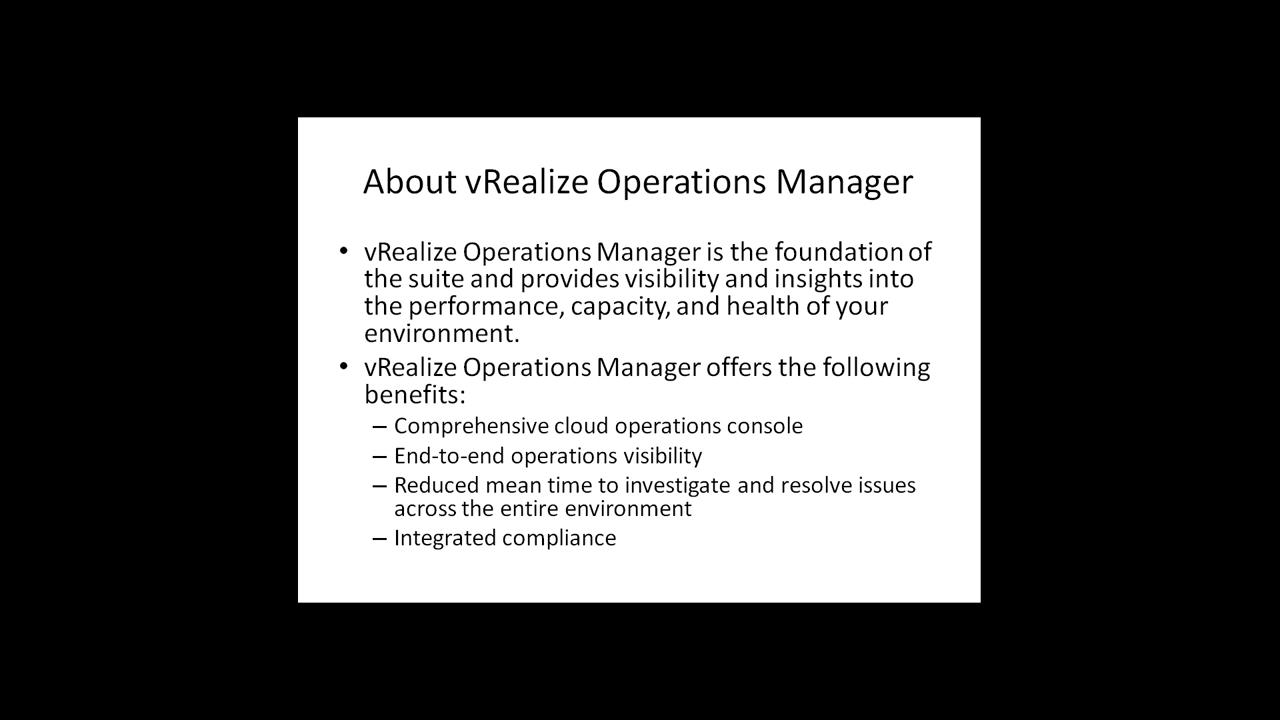 About vRealize Operations Manager
• vRealize Operations Manager is the foundation of
the suite and provides visibility and insights into
the performance, capacity, and health of your
environment.
• vRealize Operations Manager offers the following
benefits:
– Comprehensive cloud operations console
– End-to-end operations visibility
– Reduced mean time to investigate and resolve issues
across the entire environment
– Integrated compliance